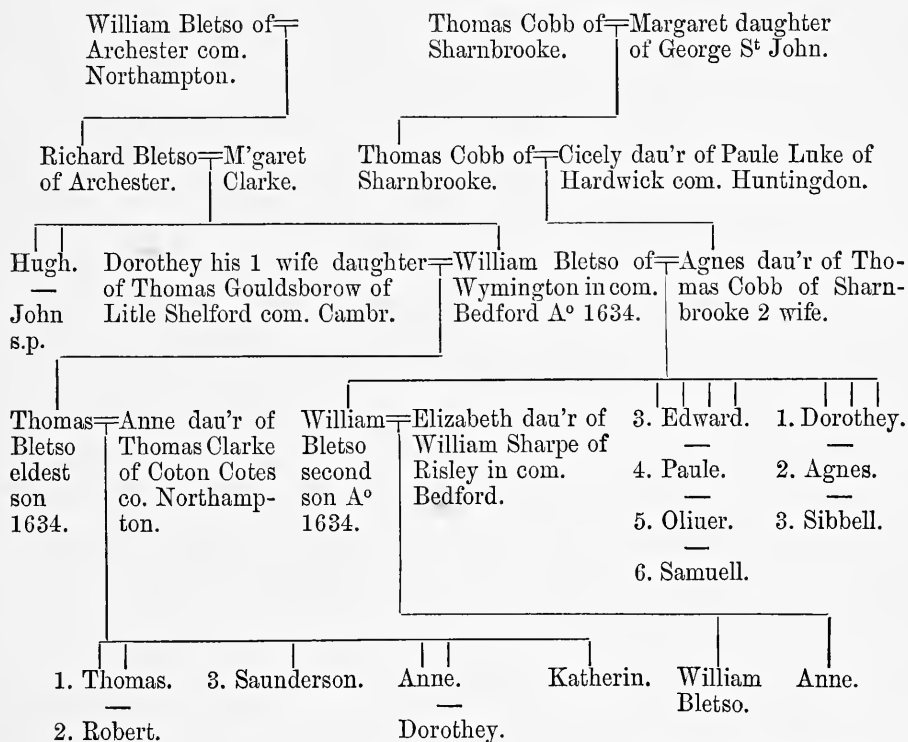 William Bletso of
Archester com.
Northampton.
Thomas Cobb of
Sharnbrooke.
Margaret daughter
of George Sᵗ John.
Richard Bletso
of Archester.
M'garet
Clarke.
Thomas Cobb of
Sharnbrooke.
Cicely dau'r of Paule Luke of
Hardwick com. Huntingdon.
Hugh.
—
John
s.p.
Dorothey his 1 wife daughter
of Thomas Gouldsborow of
Litle Shelford com. Cambr.
William Bletso of
Wymington in com.
Bedford Aº 1634.
Agnes dau'r of Tho-
mas Cobb of Sharn-
brooke 2 wife.
Thomas
Bletso
eldest
son
1634.
Anne dau'r of
Thomas Clarke
of Coton Cotes
co. Northamp-
ton.
William
Bletso
second
son Aº
1634.
Elizabeth dau'r of
William Sharpe of
Risley in com.
Bedford.
3. Edward.
—
4. Paule.
—
5. Oliuer.
—
6. Samuell.
1. Dorothey.
—
2. Agnes.
—
3. Sibbell.
1. Thomas.
—
2. Robert.
3. Saunderson.
Anne.
—
Dorothey.
Katherin.
William
Bletso.
Anne.